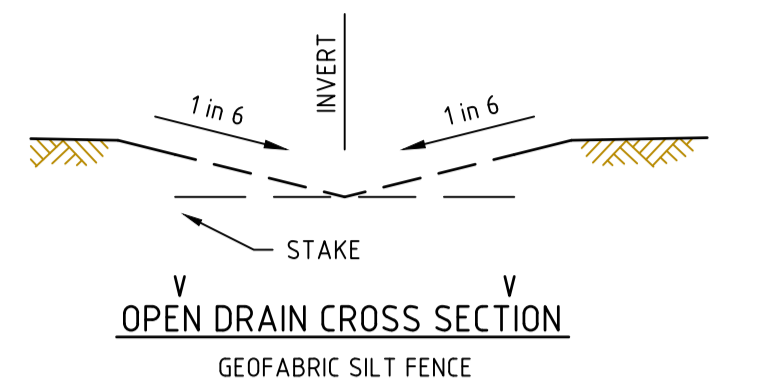 INVERT
1 in 6
1 in 6
STAKE
V V
OPEN DRAIN CROSS SECTION
GEOFABRIC SILT FENCE